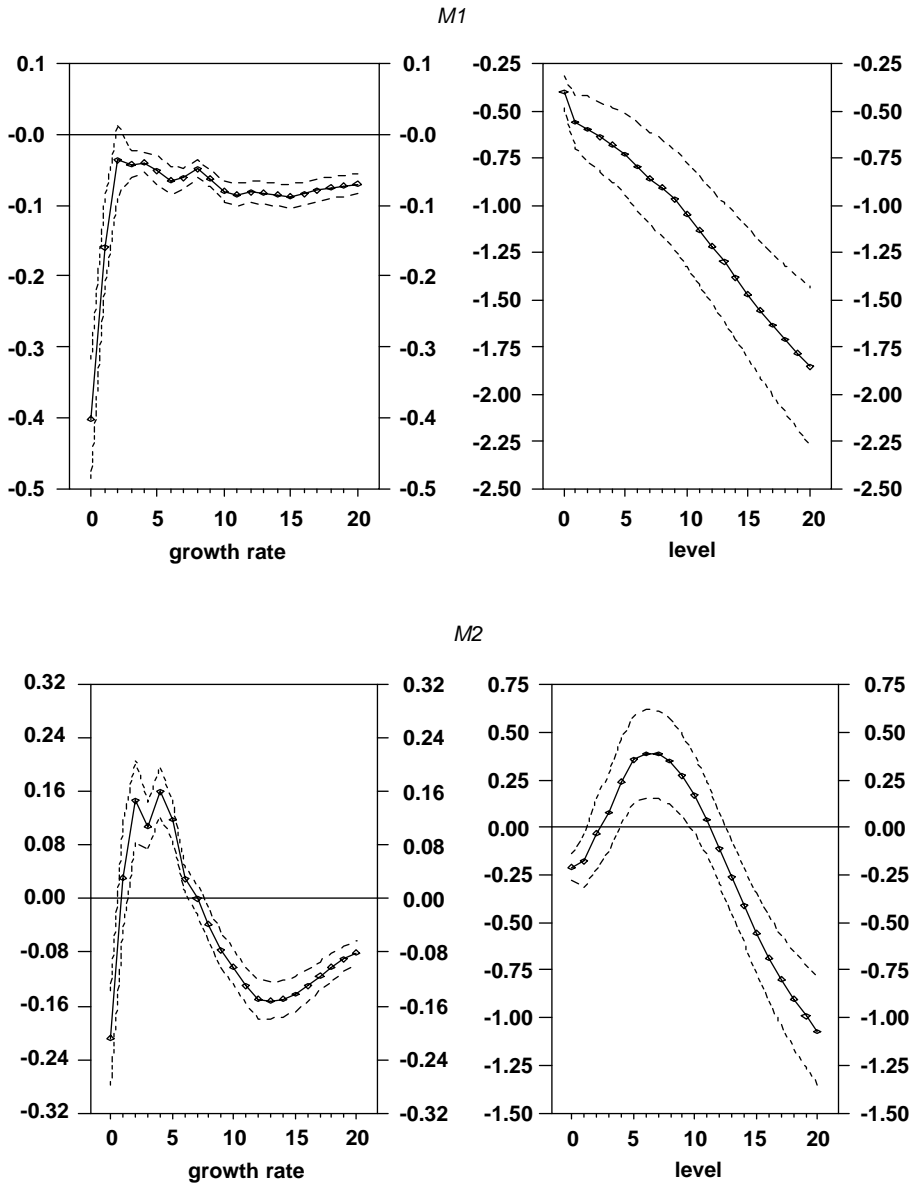 M1
0.1 0.1 -0.25 -0.25
-0.0 -0.0 -0.50 -0.50
-0.1 -0.1 -0.75 -0.75
-0.2 -0.2 -1.00 -1.00
-0.3 -0.3 -1.25 -1.25
-0.4 -0.4 -1.50 -1.50
-0.5 -0.5 -1.75 -1.75
-2.00 -2.00
-2.25 -2.25
-2.50 -2.50
0 5 10 15 20 0 5 10 15 20
growth rate level
M2
0.32 0.32 0.75 0.75
0.24 0.24 0.50 0.50
0.16 0.16 0.25 0.25
0.08 0.08 0.00 0.00
0.00 0.00 -0.25 -0.25
-0.08 -0.08 -0.50 -0.50
-0.16 -0.16 -0.75 -0.75
-0.24 -0.24 -1.00 -1.00
-0.32 -0.32 -1.25 -1.25
-1.50 -1.50
0 5 10 15 20 0 5 10 15 20
growth rate level